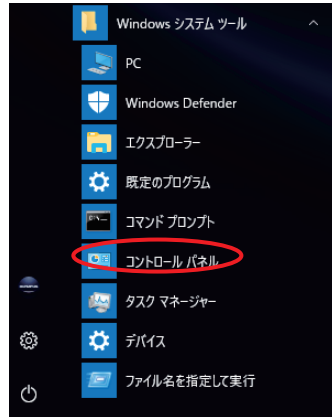 Windows システム ツール
PC
Windows Defender
エクスプローラー
既定のプログラム
コマンド プロンプト
コントロール パネル
タスク マネージャー
デバイス
ファイル名を指定して実行